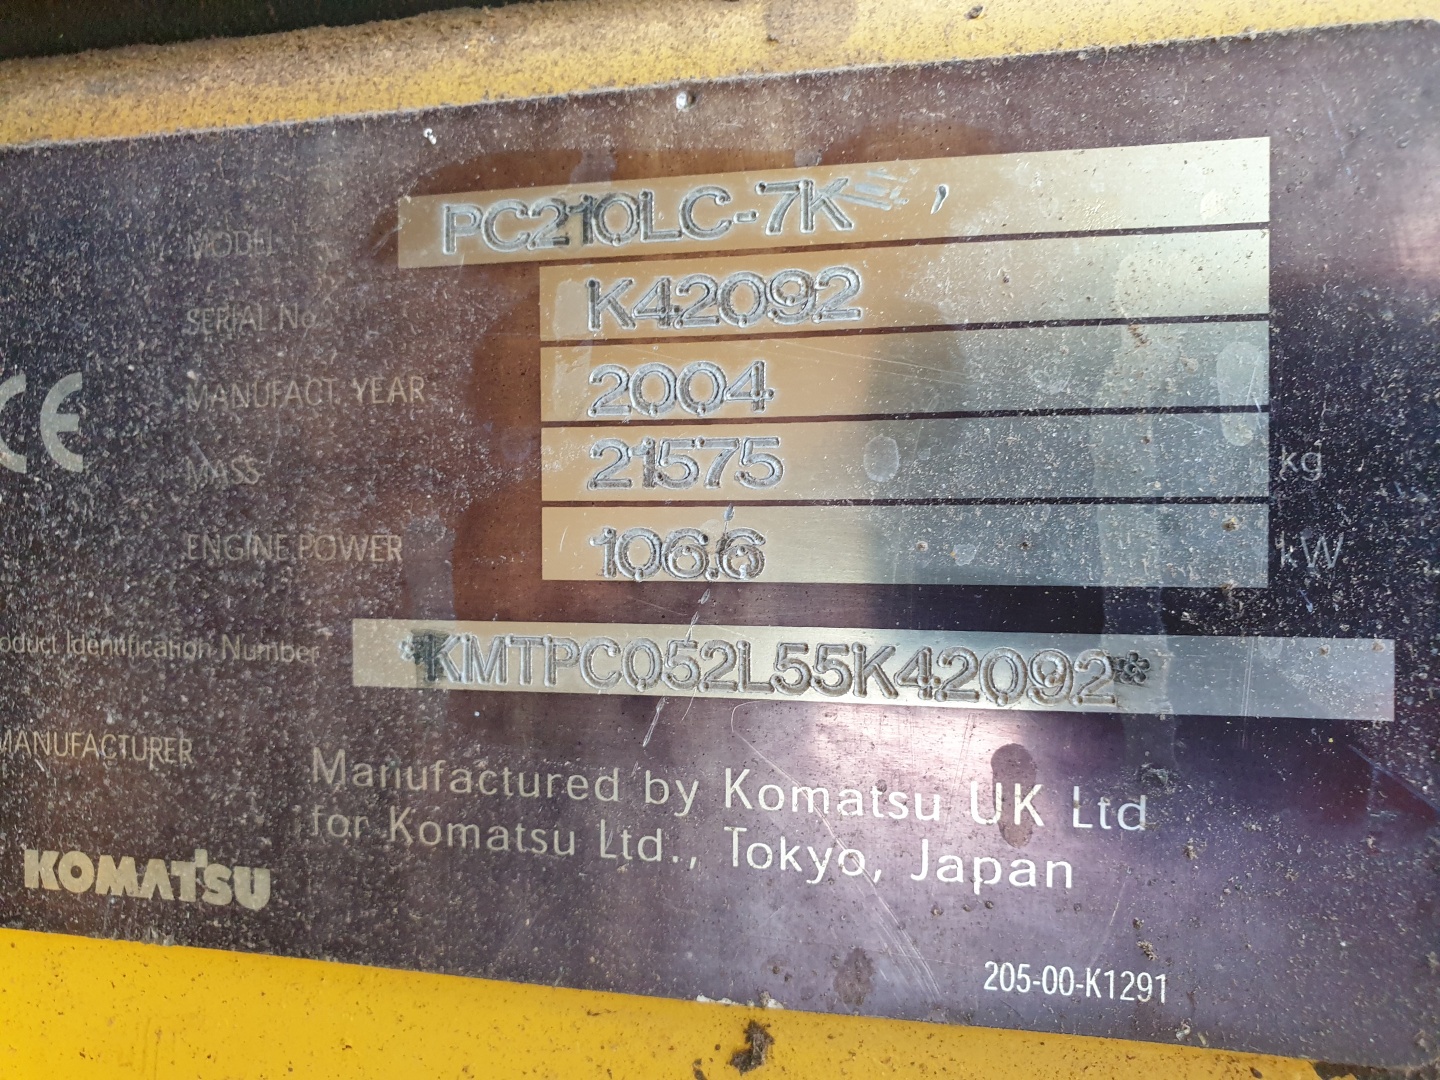 MODEL PC210LC-7K
SERIAL No. K42092
CE MANUFACT. YEAR 2004
MASS 21575 kg
ENGINE POWER 106.6 kW
oduct Identification Number *KMTPC052L55K42092*
MANUFACTURER
Manufactured by Komatsu UK Ltd
for Komatsu Ltd., Tokyo, Japan
KOMATSU
205-00-K1291